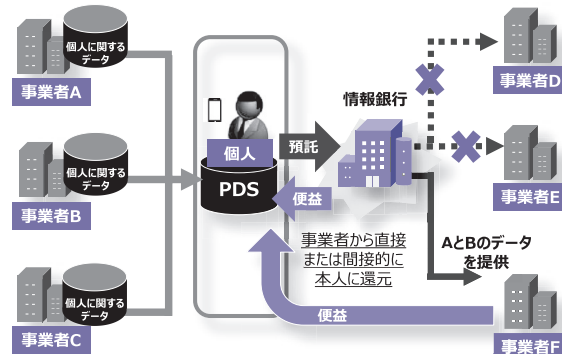 個人に関する
データ
事業者A
個人に関する
データ
事業者B
個人に関する
データ
事業者C
個人
PDS
預託
便益
情報銀行
事業者から直接
または間接的に
本人に還元
便益
AとBのデータ
を提供
事業者D
事業者E
事業者F